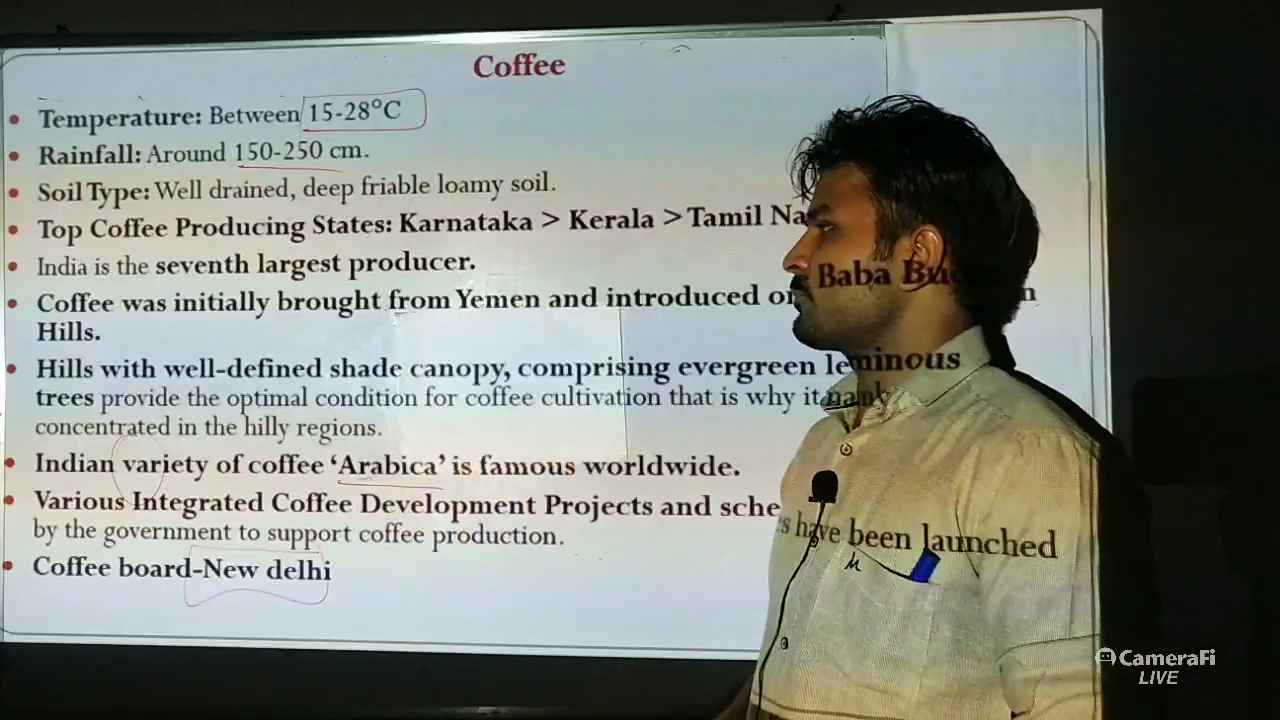 Coffee
• Temperature: Between 15-28°C
• Rainfall: Around 150-250 cm.
• Soil Type: Well drained, deep friable loamy soil.
• Top Coffee Producing States: Karnataka > Kerala > Tamil Na
• India is the seventh largest producer.
• Coffee was initially brought from Yemen and introduced on Baba
Hills.
• Hills with well-defined shade canopy, comprising evergreen leminous
trees provide the optimal condition for coffee cultivation that is why it
concentrated in the hilly regions.
• Indian variety of coffee ‘Arabica’ is famous worldwide.
• Various Integrated Coffee Development Projects and sche s have been launched
by the government to support coffee production.
• Coffee board-New delhi
CameraFi
LIVE